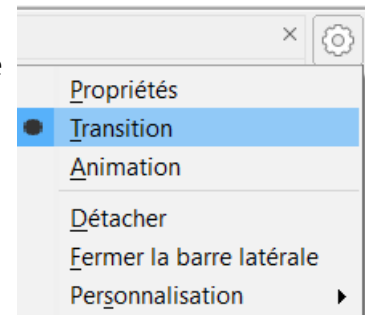 Propriétés
Transition
Animation
Détacher
Fermer la barre latérale
Personnalisation